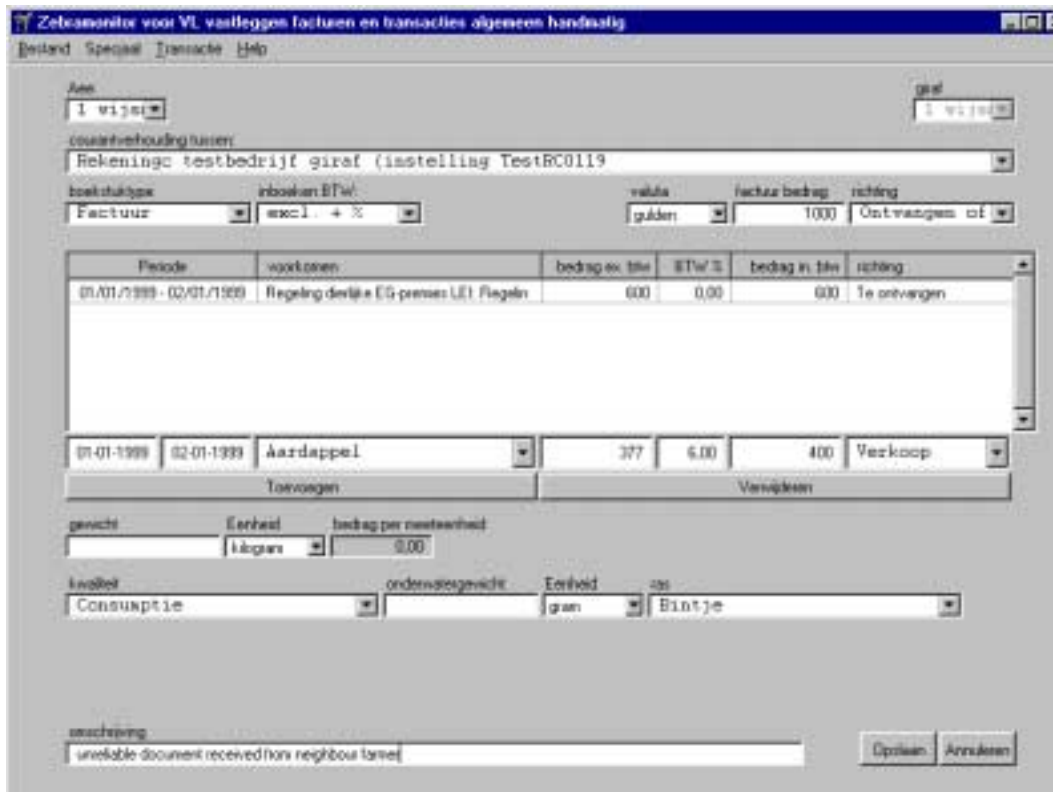 Zebramonitor voor VL vastleggen facturen en transacties algemeen handmatig
Bestand Speciaal Transactie Help
Aan giraf
1 wijs 1 wijs
courantverhouding tussen:
Rekeningc testbedrijf giraf (instelling TestRC0119
boekstuktype inboeken BTW: valuta factuur bedrag richting
Factuur excl. + % gulden 1000 Ontvangen of
Periode voorkomen bedrag ex. btw BTW % bedrag in. btw richting
01/01/1999 - 02/01/1999 Regeling dierlijke EG-premies LEI: Regelin 600 0,00 600 Te ontvangen
01-01-1999 02-01-1999 Aardappel 377 6,00 400 Verkoop
Toevoegen Verwijderen
gewicht Eenheid bedrag per meeteenheid
kilogram 0,00
kwaliteit onderwatergewicht Eenheid ras
Consumptie gram Bintje
omschrijving
unreliable document received from neighbour farmer
Opslaan Annuleren